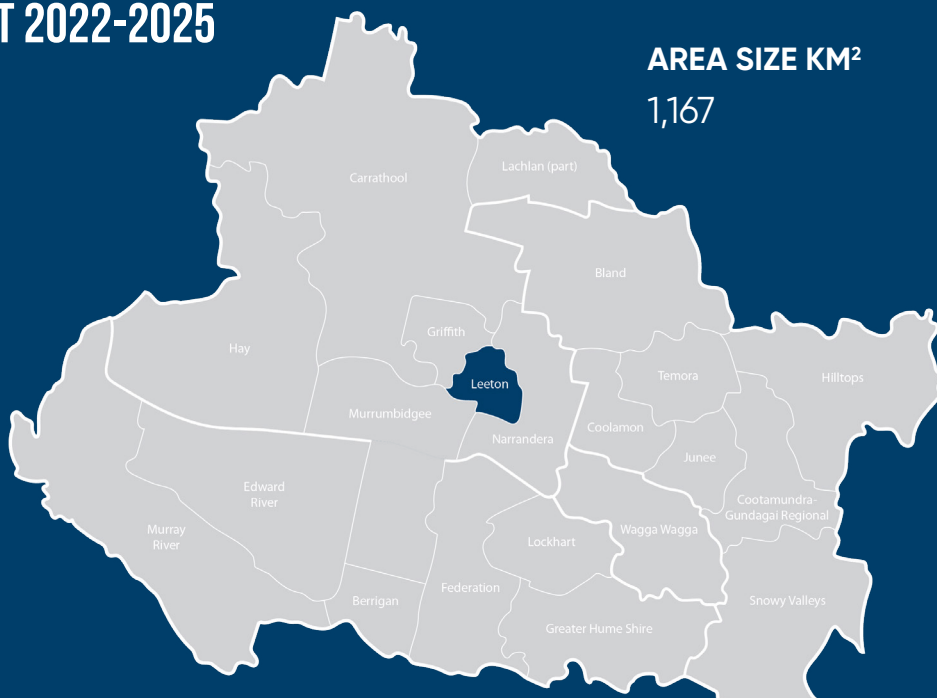 T 2022-2025
AREA SIZE KM²
1,167
Lachlan (part)
Carrathool
Bland
Griffith
Hay
Temora
Hilltops
Leeton
Murrumbidgee
Coolamon
Narrandera
Junee
Edward
River
Cootamundra-
Gundagai Regional
Murray
River
Wagga Wagga
Lockhart
Federation
Berrigan
Snowy Valleys
Greater Hume Shire